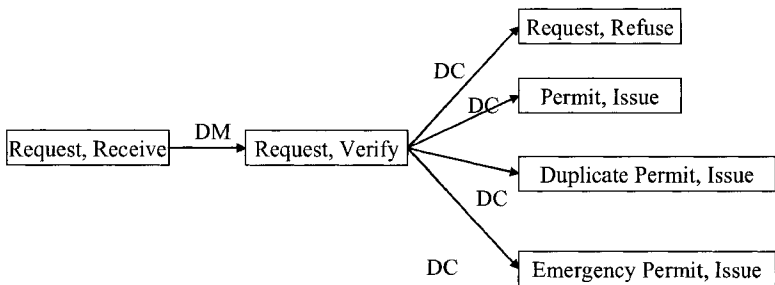 Request, Refuse
DC
DC
Permit, Issue
DM
Request, Receive
Request, Verify
Duplicate Permit, Issue
DC
DC
Emergency Permit, Issue